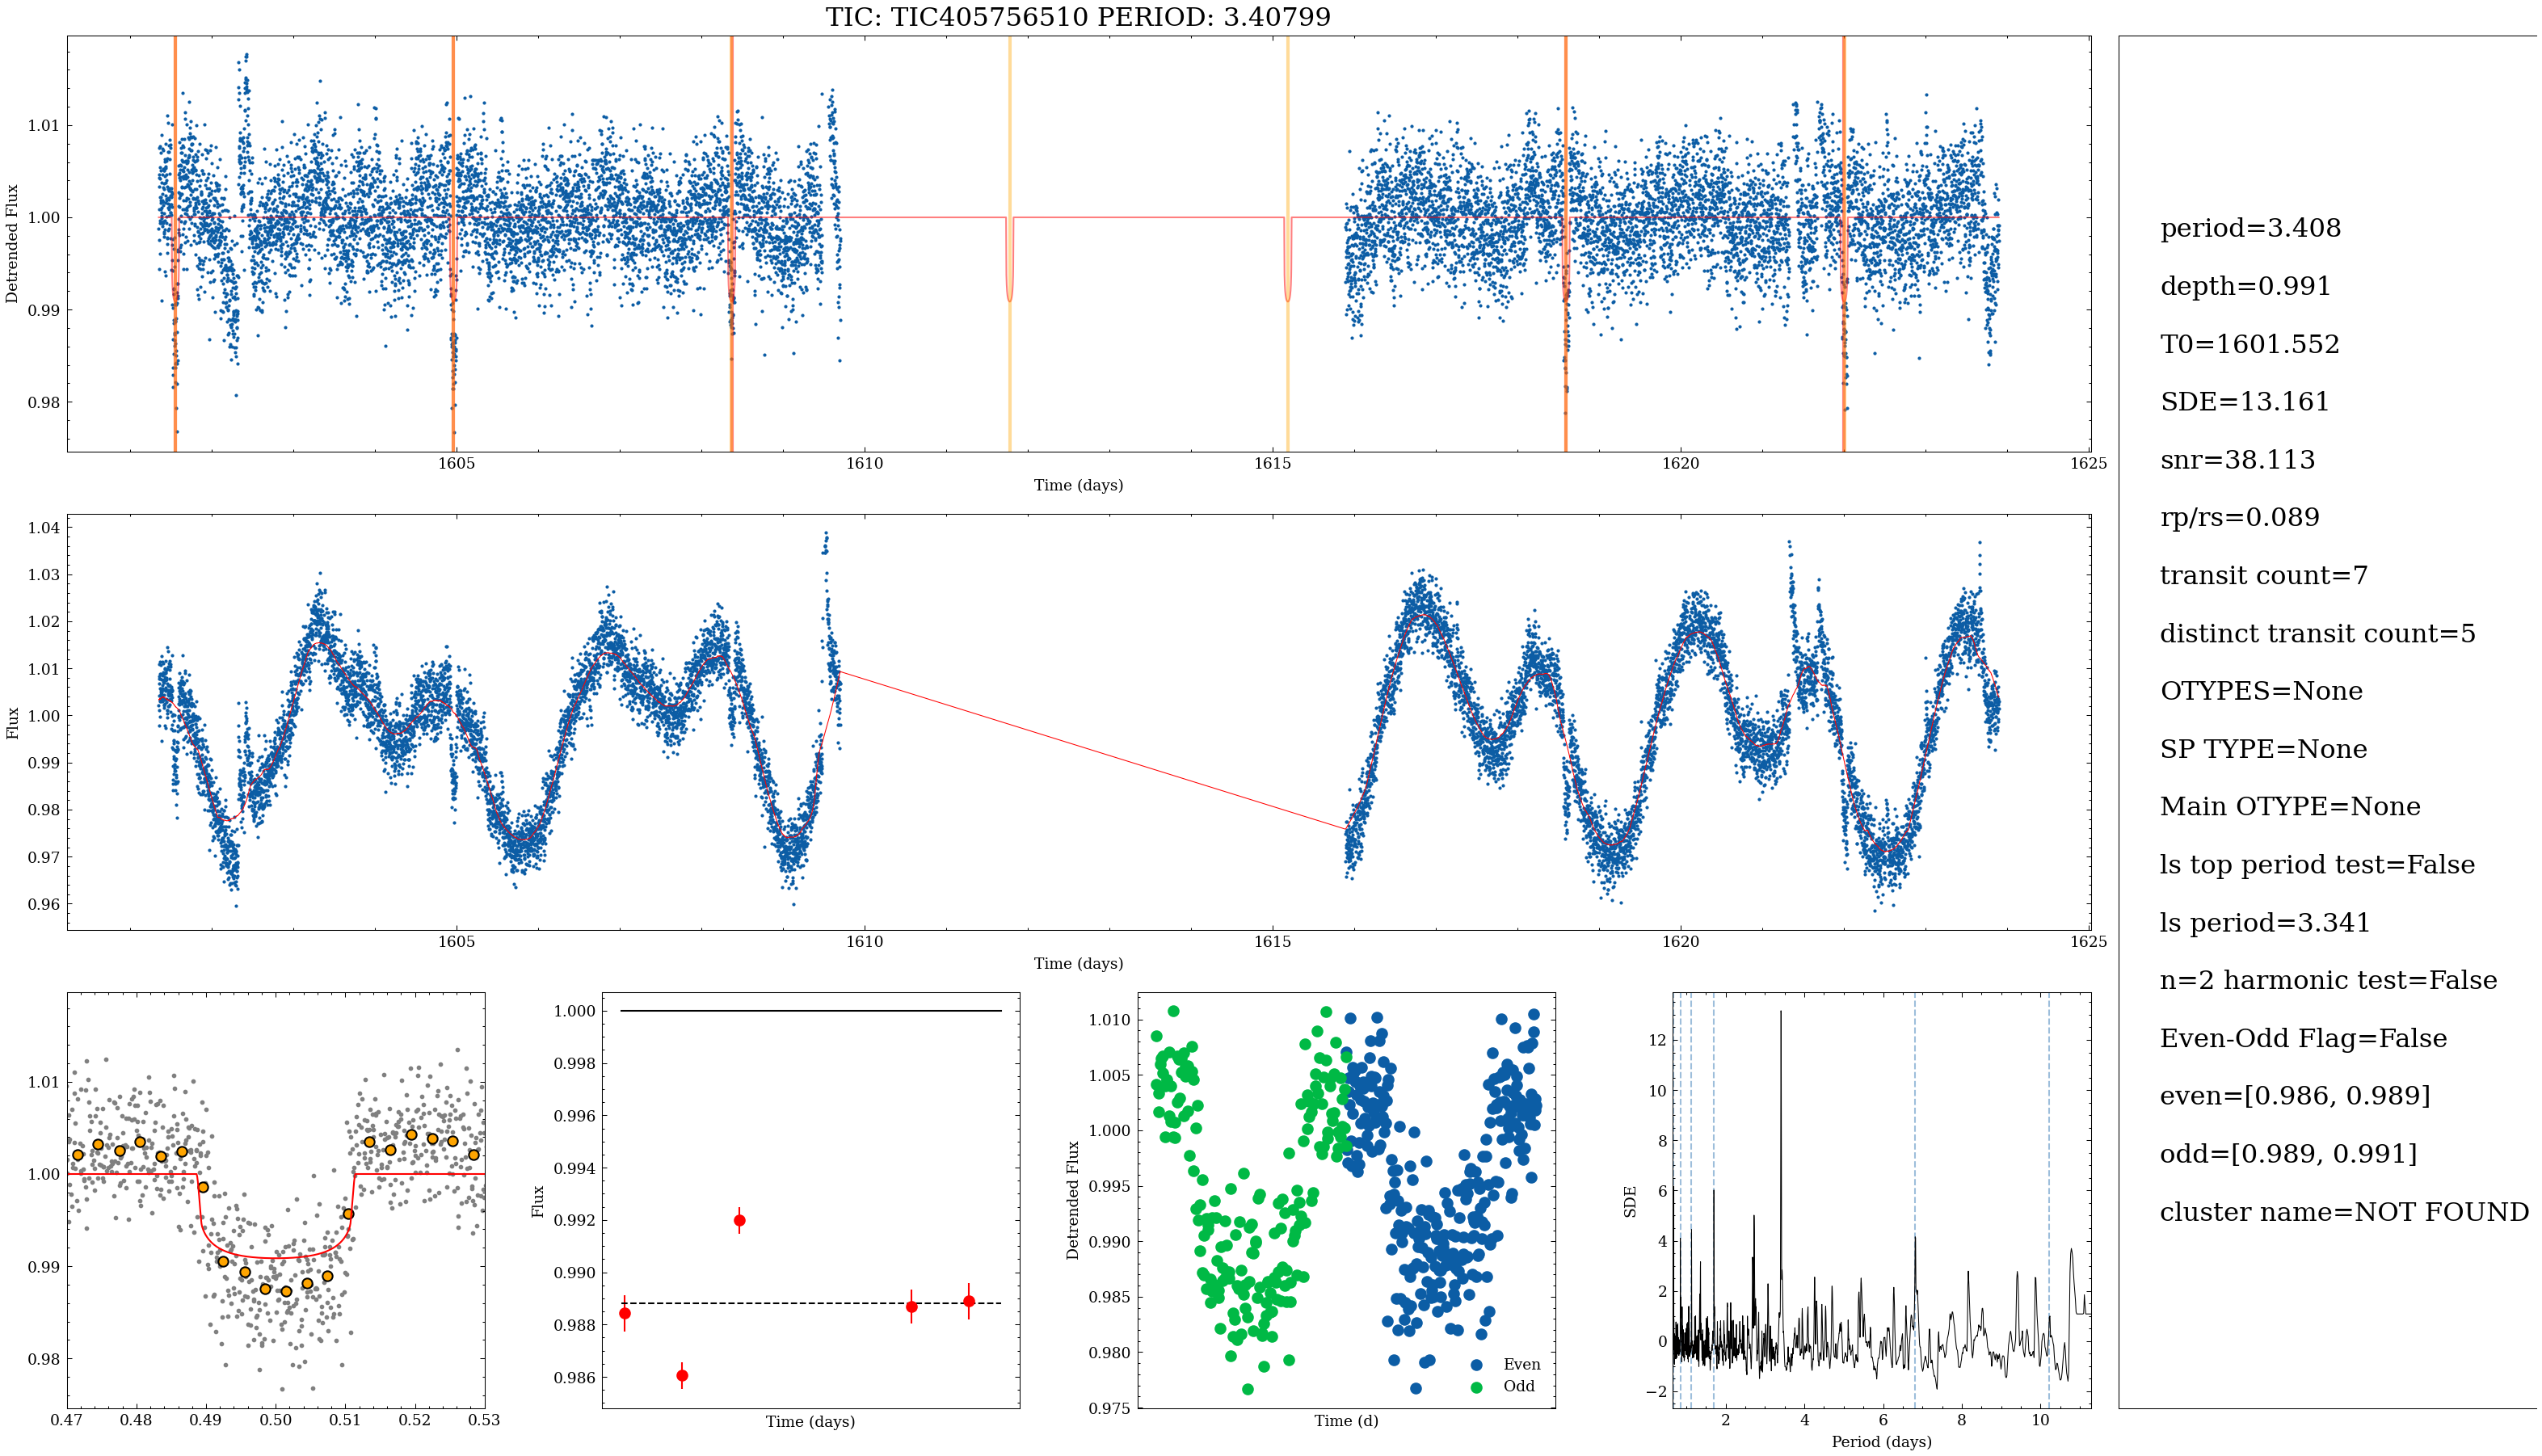 TIC: TIC405756510 PERIOD: 3.40799
Detrended Flux
1.01
1.00
0.99
0.98
1605
1610
1615
1620
1625
Time (days)
Flux
1.04
1.03
1.02
1.01
1.00
0.99
0.98
0.97
0.96
1605
1610
1615
1620
1625
Time (days)
1.01
1.00
0.99
0.98
0.47
0.48
0.49
0.50
0.51
0.52
0.53
Flux
1.000
0.998
0.996
0.994
0.992
0.990
0.988
0.986
Time (days)
Detrended Flux
1.010
1.005
1.000
0.995
0.990
0.985
0.980
0.975
Even
Odd
Time (d)
SDE
12
10
8
6
4
2
0
−2
2
4
6
8
10
Period (days)
period=3.408
depth=0.991
T0=1601.552
SDE=13.161
snr=38.113
rp/rs=0.089
transit count=7
distinct transit count=5
OTYPES=None
SP TYPE=None
Main OTYPE=None
ls top period test=False
ls period=3.341
n=2 harmonic test=False
Even-Odd Flag=False
even=[0.986, 0.989]
odd=[0.989, 0.991]
cluster name=NOT FOUND